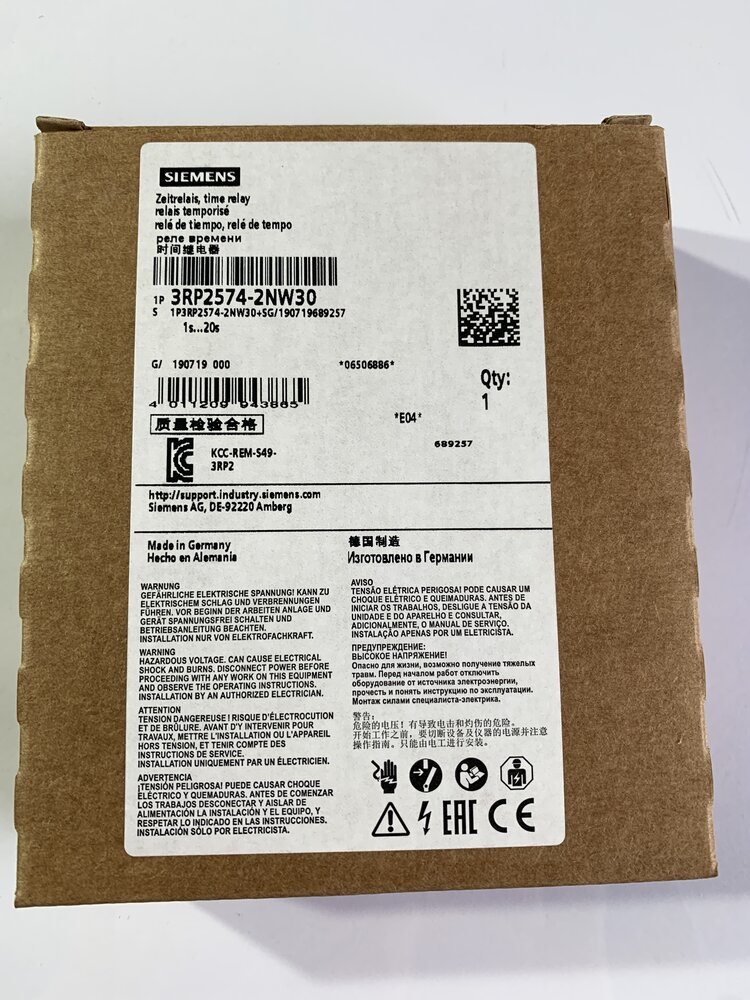 SIEMENS
Zeitrelais, time relay
relais temporisé
relé de tiempo, relé de tempo
реле времени
时间继电器
1P 3RP2574-2NW30
S 1P3RP2574-2NW30+SG/190719689257
1s...20s
G/ 190719 000
*06506886*
Qty:
1
4 011209 943865
*E04*
质量检验合格
689257
KCC-REM-S49-
3RP2
http://support.industry.siemens.com
Siemens AG, DE-92220 Amberg
Made in Germany
Hecho en Alemania
德国制造
Изготовлено в Германии
WARNUNG
GEFÄHRLICHE ELEKTRISCHE SPANNUNG! KANN ZU
ELEKTRISCHEM SCHLAG UND VERBRENNUNGEN
FÜHREN. VOR BEGINN DER ARBEITEN ANLAGE UND
GERÄT SPANNUNGSFREI SCHALTEN UND
BETRIEBSANLEITUNG BEACHTEN.
INSTALLATION NUR VON ELEKTROFACHKRAFT.
WARNING
HAZARDOUS VOLTAGE. CAN CAUSE ELECTRICAL
SHOCK AND BURNS. DISCONNECT POWER BEFORE
PROCEEDING WITH ANY WORK ON THIS EQUIPMENT
AND OBSERVE THE OPERATING INSTRUCTIONS.
INSTALLATION BY AN AUTHORIZED ELECTRICIAN.
ATTENTION
TENSION DANGEREUSE ! RISQUE D'ÉLECTROCUTION
ET DE BRÛLURE. AVANT D'Y INTERVENIR POUR
TRAVAUX, METTRE L'INSTALLATION OU L'APPAREIL
HORS TENSION, ET TENIR COMPTE DES
INSTRUCTIONS DE SERVICE.
INSTALLATION UNIQUEMENT PAR UN ÉLECTRICIEN.
ADVERTENCIA
¡TENSIÓN PELIGROSA! PUEDE CAUSAR CHOQUE
ELÉCTRICO Y QUEMADURAS. ANTES DE COMENZAR
LOS TRABAJOS DESCONECTAR Y AISLAR DE
ALIMENTACIÓN LA INSTALACIÓN Y EL EQUIPO, Y
RESPETAR LO INDICADO EN LAS INSTRUCCIONES.
INSTALACIÓN SÓLO POR ELECTRICISTA.
AVISO
TENSÃO ELÉTRICA PERIGOSA! PODE CAUSAR UM
CHOQUE ELÉTRICO E QUEIMADURAS. ANTES DE
INICIAR OS TRABALHOS, DESLIGUE A TENSÃO DA
UNIDADE E DO APARELHO E CONSULTAR,
ADICIONALMENTE, O MANUAL DE SERVIÇO.
INSTALAÇÃO APENAS POR UM ELETRICISTA.
ПРЕДУПРЕЖДЕНИЕ:
ВЫСОКОЕ НАПРЯЖЕНИЕ!
Опасно для жизни, возможно получение тяжелых
травм. Перед началом работ отключить
оборудование от источника электроэнергии,
прочесть и понять инструкцию по эксплуатации.
Монтаж силами специалиста-электрика.
警告:
危险的电压! 有导致电击和灼伤的危险。
开始工作之前, 要切断设备及仪器的电源并注意
操作指南。只能由电工进行安装。
EAC CE